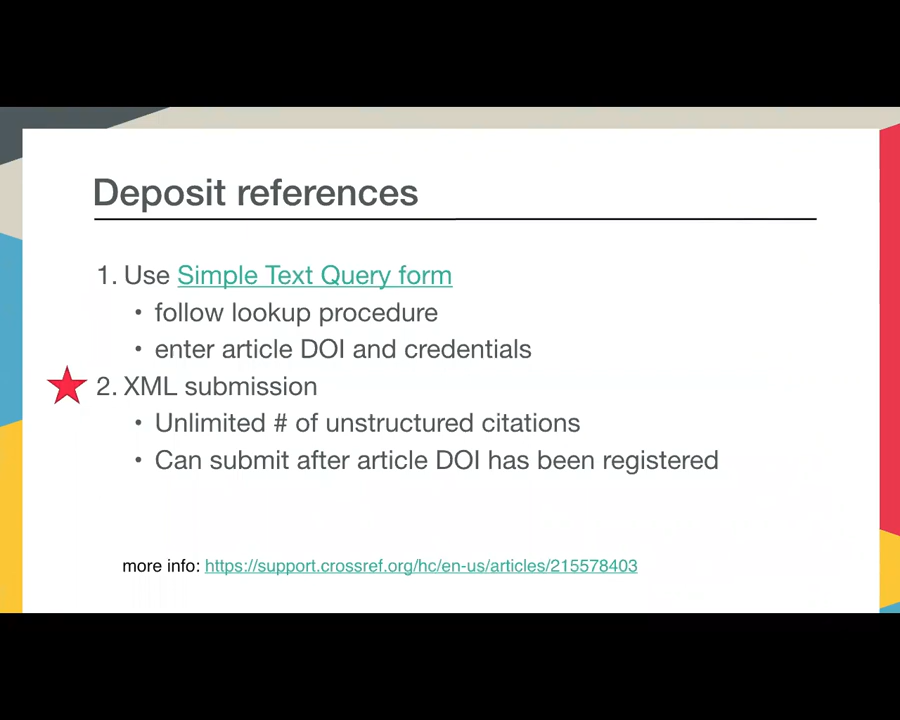 Deposit references
1. Use Simple Text Query form
• follow lookup procedure
• enter article DOI and credentials
2. XML submission
• Unlimited # of unstructured citations
• Can submit after article DOI has been registered
more info: https://support.crossref.org/hc/en-us/articles/215578403